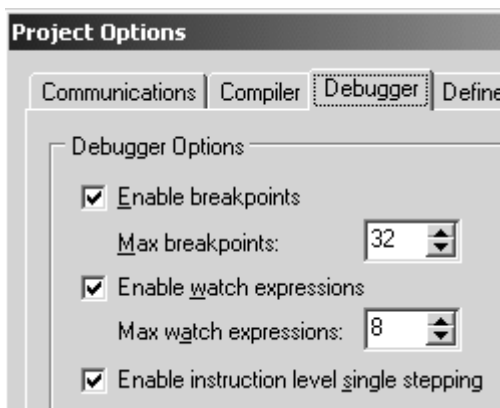 Project Options
Communications Compiler Debugger Define
Debugger Options
Enable breakpoints
Max breakpoints: 32
Enable watch expressions
Max watch expressions: 8
Enable instruction level single stepping